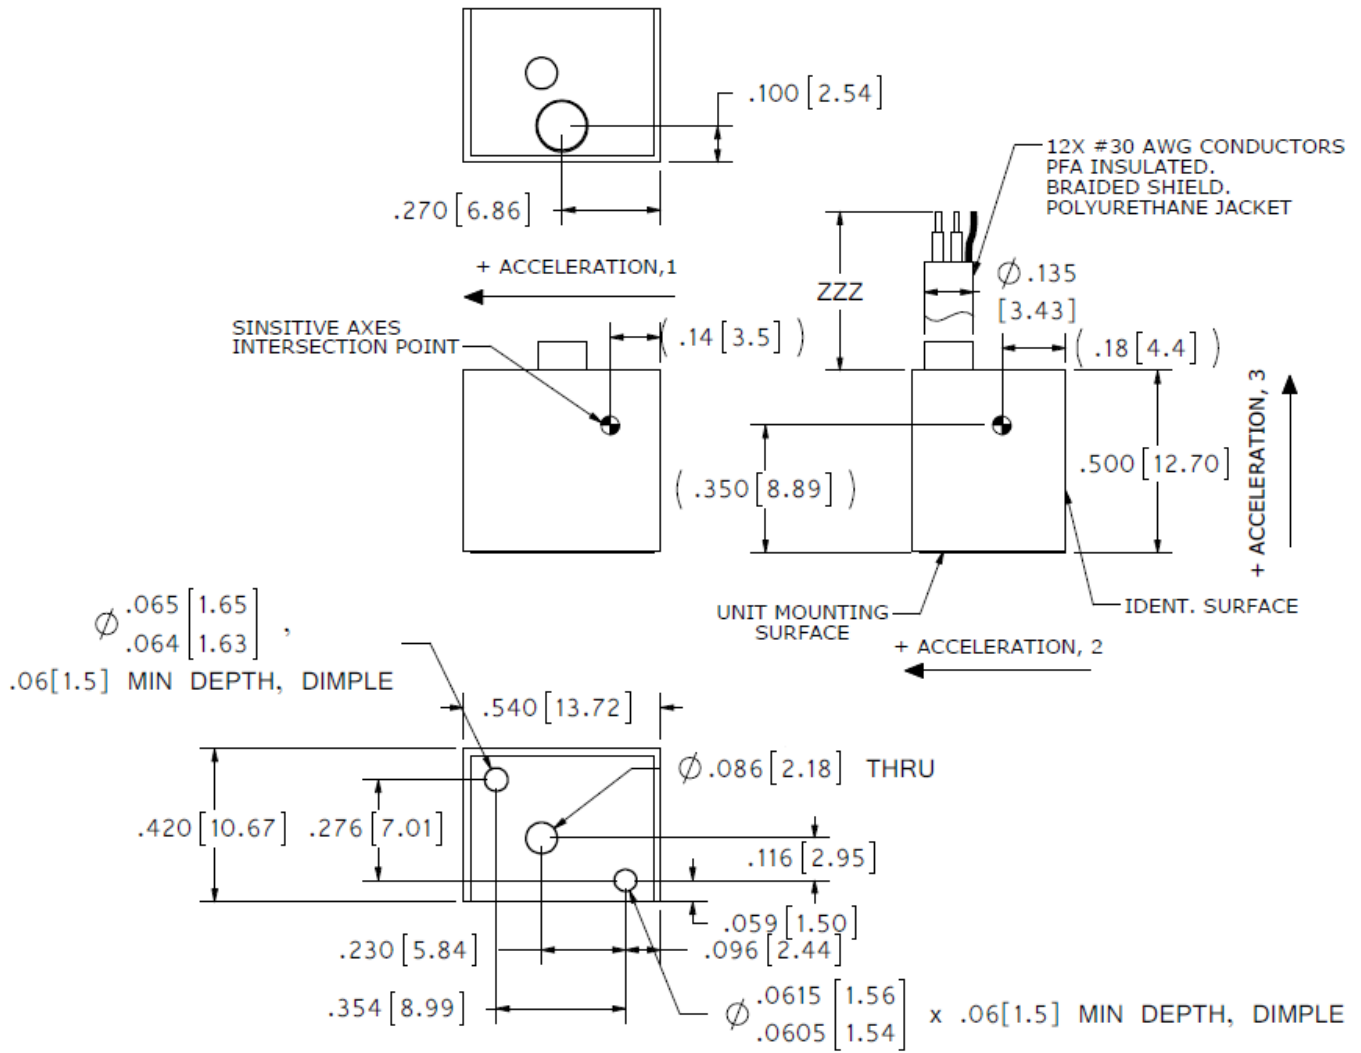 .100[2.54]
12X #30 AWG CONDUCTORS
PFA INSULATED.
BRAIDED SHIELD.
POLYURETHANE JACKET
.270[6.86]
+ ACCELERATION,1
ZZZ
Ø.135
[3.43]
SINSITIVE AXES
INTERSECTION POINT
(.14[3.5])
(.18[4.4])
+ ACCELERATION, 3
(.350[8.89])
.500[12.70]
UNIT MOUNTING
SURFACE
IDENT. SURFACE
+ ACCELERATION, 2
Ø .065[1.65]
.064[1.63] ,
.06[1.5] MIN DEPTH, DIMPLE
.540[13.72]
Ø.086[2.18] THRU
.420[10.67]
.276[7.01]
.116[2.95]
.059[1.50]
.230[5.84]
.096[2.44]
.354[8.99]
Ø .0615[1.56]
.0605[1.54] x .06[1.5] MIN DEPTH, DIMPLE